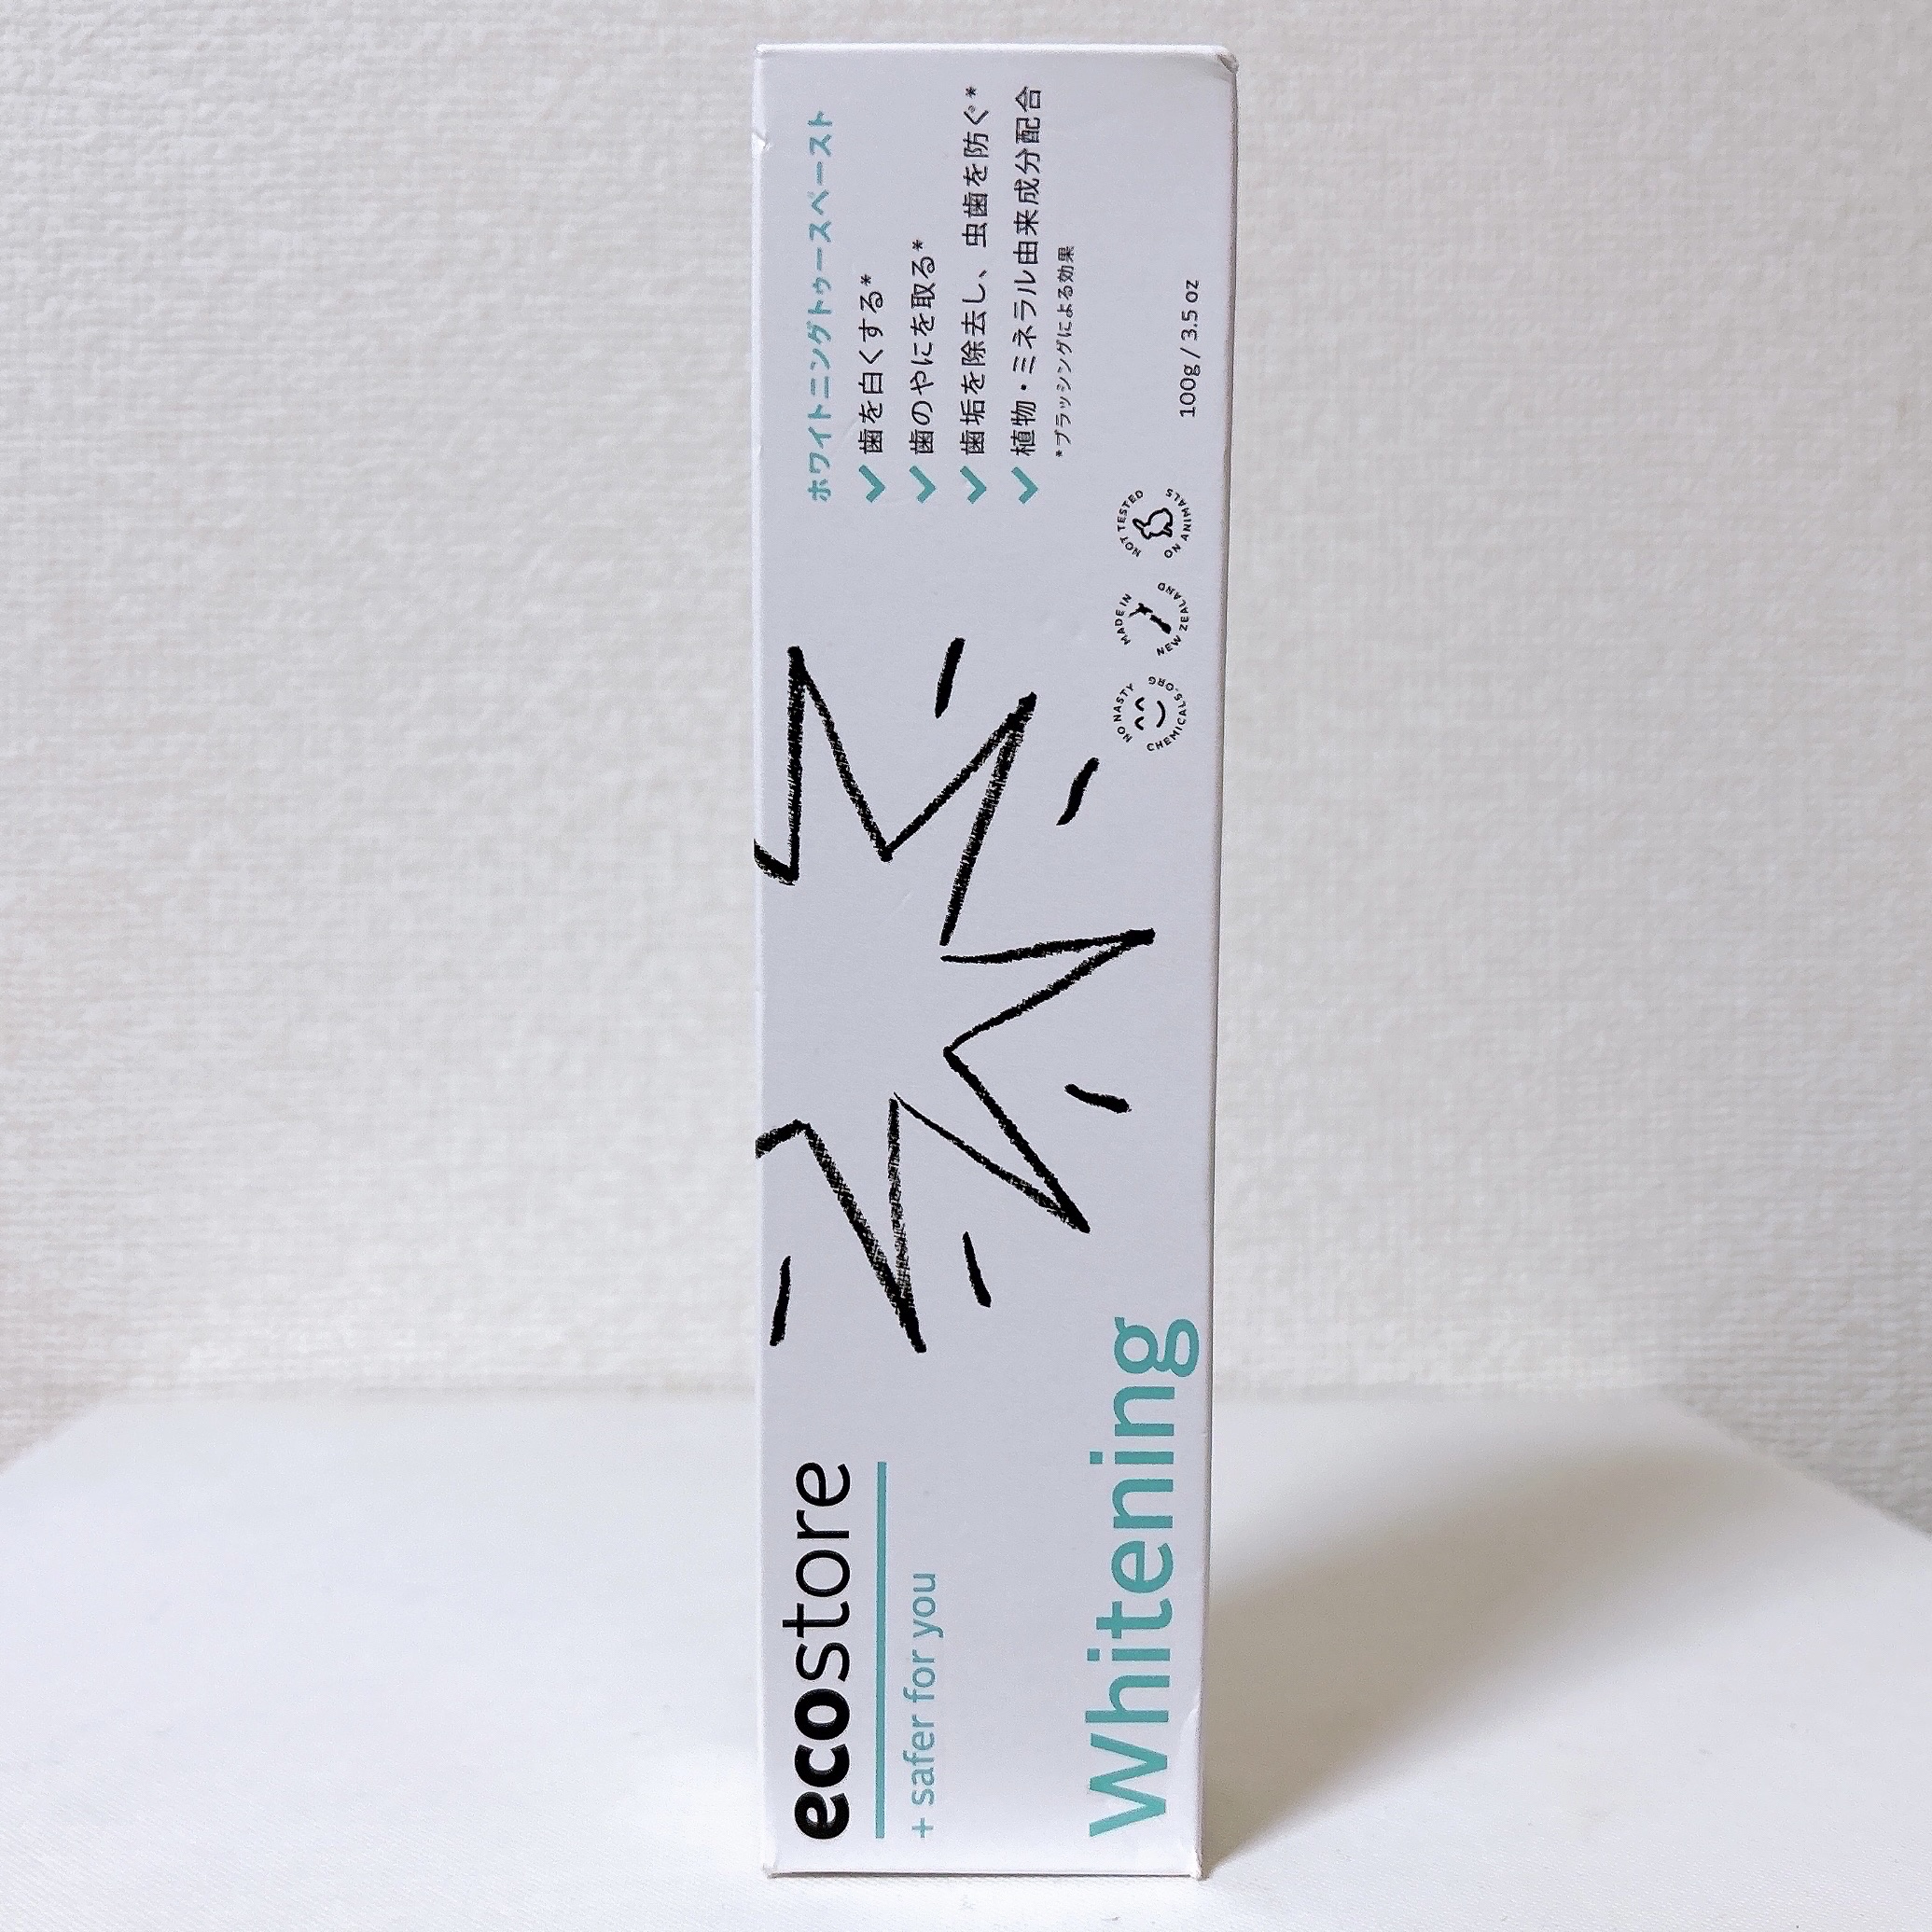 ecostore
+ safer for you
Whitening
ホワイトニングトゥースペースト
歯を白くする*
歯のやにを取る*
歯垢を除去し、虫歯を防ぐ*
植物・ミネラル由来成分配合
*ブラッシングによる効果
NO NASTY CHEMICALS.ORG
MADE IN NEW ZEALAND
NOT TESTED ON ANIMALS
100g / 3.5 oz